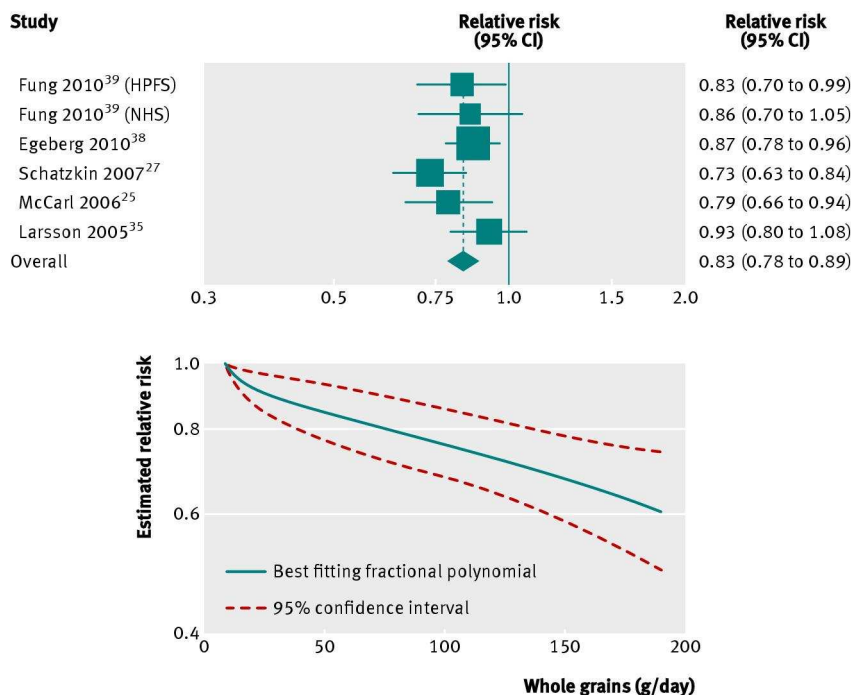 Study Relative risk (95% CI) Relative risk (95% CI)
Fung 2010³⁹ (HPFS) 0.83 (0.70 to 0.99)
Fung 2010³⁹ (NHS) 0.86 (0.70 to 1.05)
Egeberg 2010³⁸ 0.87 (0.78 to 0.96)
Schatzkin 2007²⁷ 0.73 (0.63 to 0.84)
McCarl 2006²⁵ 0.79 (0.66 to 0.94)
Larsson 2005³⁵ 0.93 (0.80 to 1.08)
Overall 0.83 (0.78 to 0.89)
0.3 0.5 0.75 1.0 1.5 2.0
Estimated relative risk
1.0
0.8
0.6
Best fitting fractional polynomial
95% confidence interval
0.4
0 50 100 150 200
Whole grains (g/day)